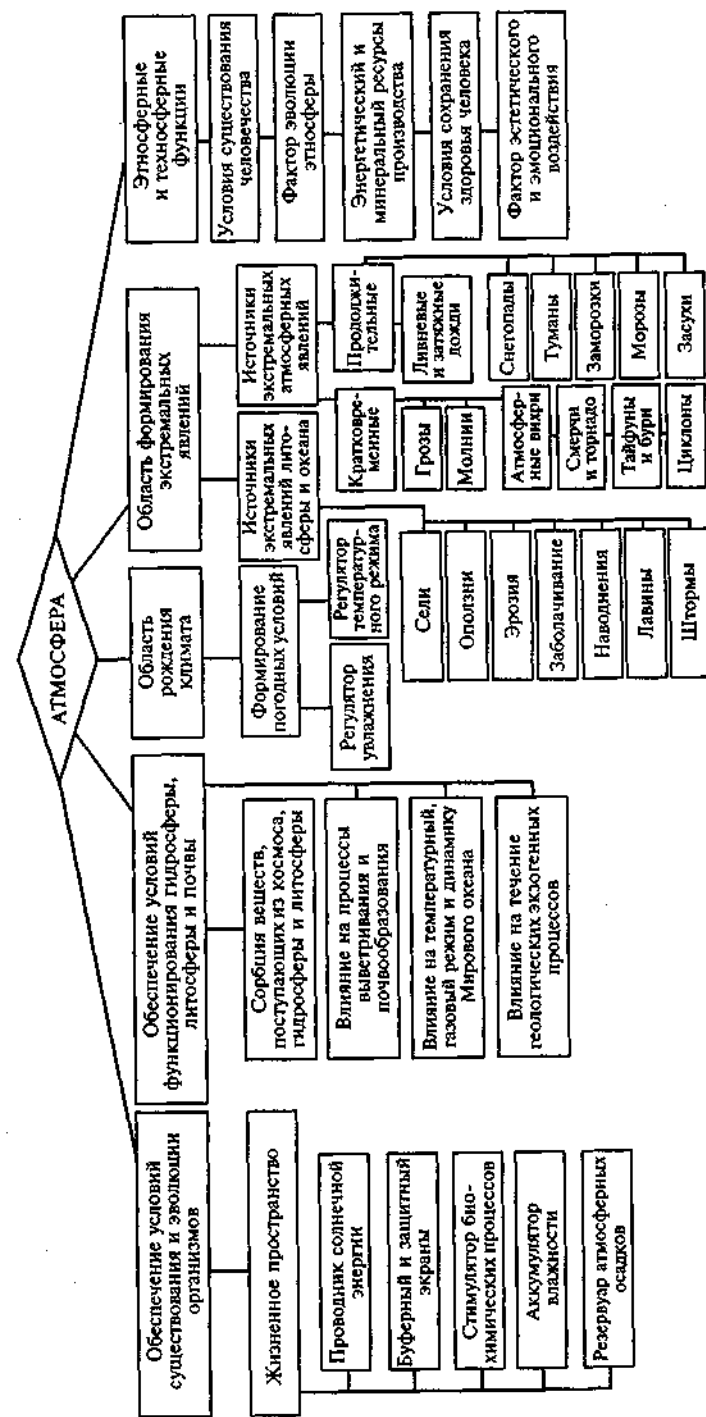 АТМОСФЕРА
Обеспечение условий
существования и эволюции
организмов
Жизненное пространство
Проводник солнечной
энергии
Буферный и защитный
экраны
Стимулятор био-
химических процессов
Аккумулятор
влажности
Резервуар атмосферных
осадков
Обеспечение условий
функционирования гидросферы,
литосферы и почвы
Сорбция веществ,
поступающих из космоса,
гидросферы и литосферы
Влияние на процессы
выветривания и
почвообразования
Влияние на температурный,
газовый режим и динамику
Мирового океана
Влияние на течение
геологических экзогенных
процессов
Область
рождения
климата
Формирование
погодных условий
Регулятор
увлажнения
Регулятор
температур-
ного режима
Область формирования
экстремальных
явлений
Источники
экстремальных
явлений лито-
сферы и океана
Сели
Оползни
Эрозия
Заболачивание
Наводнения
Лавины
Штормы
Источники
экстремальных
атмосферных
явлений
Кратковре-
менные
Грозы
Молнии
Атмосфер-
ные вихри
Смерчи
и торнадо
Тайфуны
и бури
Циклоны
Продолжи-
тельные
Ливневые
и затяжные
дожди
Снегопады
Туманы
Заморозки
Морозы
Засухи
Этносферные
и техносферные
функции
Условия существования
человечества
Фактор эволюции
этносферы
Энергетический и
минеральный ресурсы
производства
Условия сохранения
здоровья человека
Фактор эстетического
и эмоционального
воздействия